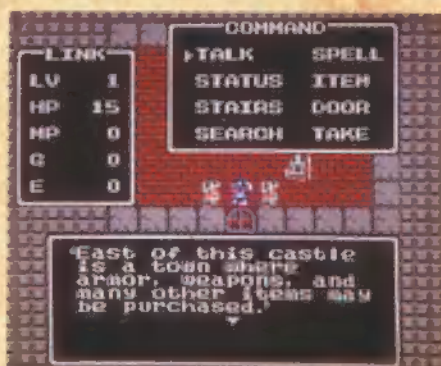 COMMAND
TALK SPELL
STATUS ITEM
STAIRS DOOR
SEARCH TAKE
LINK
LV 1
HP 15
MP 0
G 0
E 0
"East of this castle
is a town where
armor, weapons, and
many other items may
be purchased."